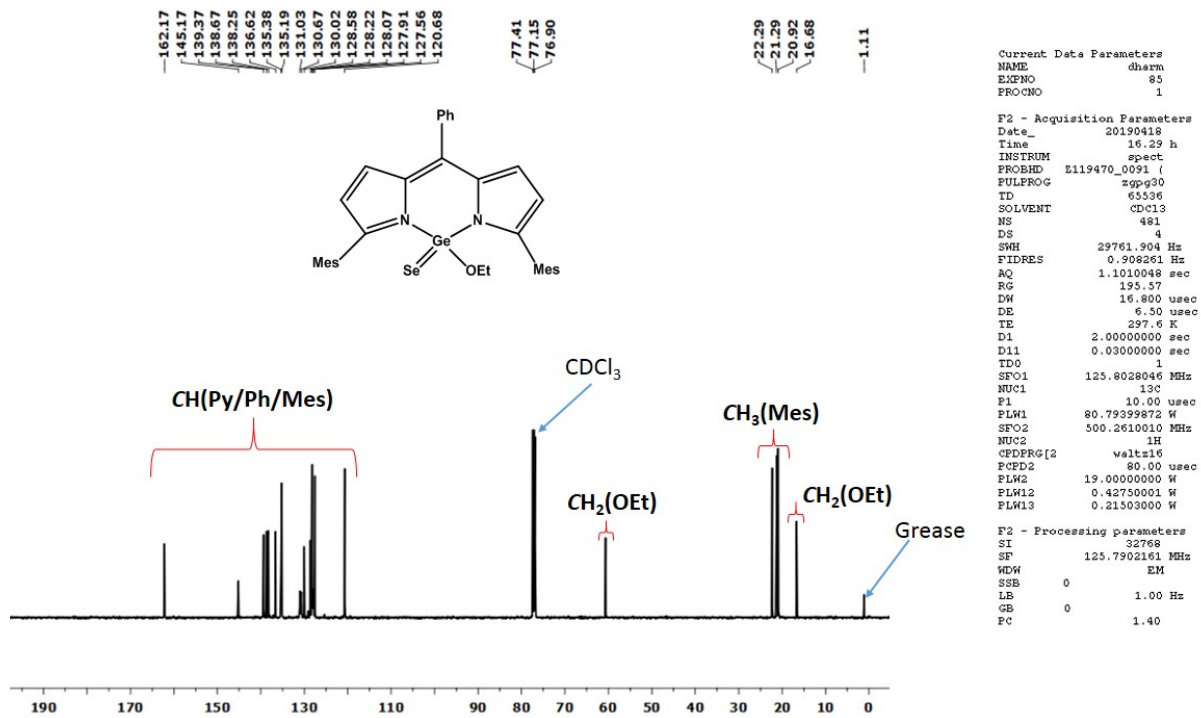 162.17
145.17
139.37
138.67
138.25
136.62
135.38
135.19
131.03
130.67
130.02
128.58
128.22
128.07
127.91
127.56
120.68
77.41
77.15
76.90
22.29
21.29
20.92
16.68
1.11
Ph
N
N
Ge
Mes
Se
OEt
Mes
CH(Py/Ph/Mes)
CDCl3
CH2(OEt)
CH3(Mes)
CH2(OEt)
Grease
190 170 150 130 110 90 80 70 60 50 40 30 20 10 0
Current Data Parameters
NAME dharm
EXPNO 85
PROCNO 1
F2 - Acquisition Parameters
Date_ 20190418
Time 16.29 h
INSTRUM spect
PROBHD Z119470_0091 (
PULPROG zgpg30
TD 65536
SOLVENT CDCl3
NS 481
DS 4
SWH 29761.904 Hz
FIDRES 0.908261 Hz
AQ 1.1010048 sec
RG 195.57
DW 16.800 usec
DE 6.50 usec
TE 297.6 K
D1 2.00000000 sec
D11 0.03000000 sec
TD0 1
SFO1 125.8028046 MHz
NUC1 13C
P1 10.00 usec
PLW1 80.79399872 W
SFO2 500.2610010 MHz
NUC2 1H
CPDPRG[2 waltz16
PCPD2 80.00 usec
PLW2 19.00000000 W
PLW12 0.42750001 W
PLW13 0.21503000 W
F2 - Processing parameters
SI 32768
SF 125.7902161 MHz
WDW EM
SSB 0
LB 1.00 Hz
GB 0
PC 1.40